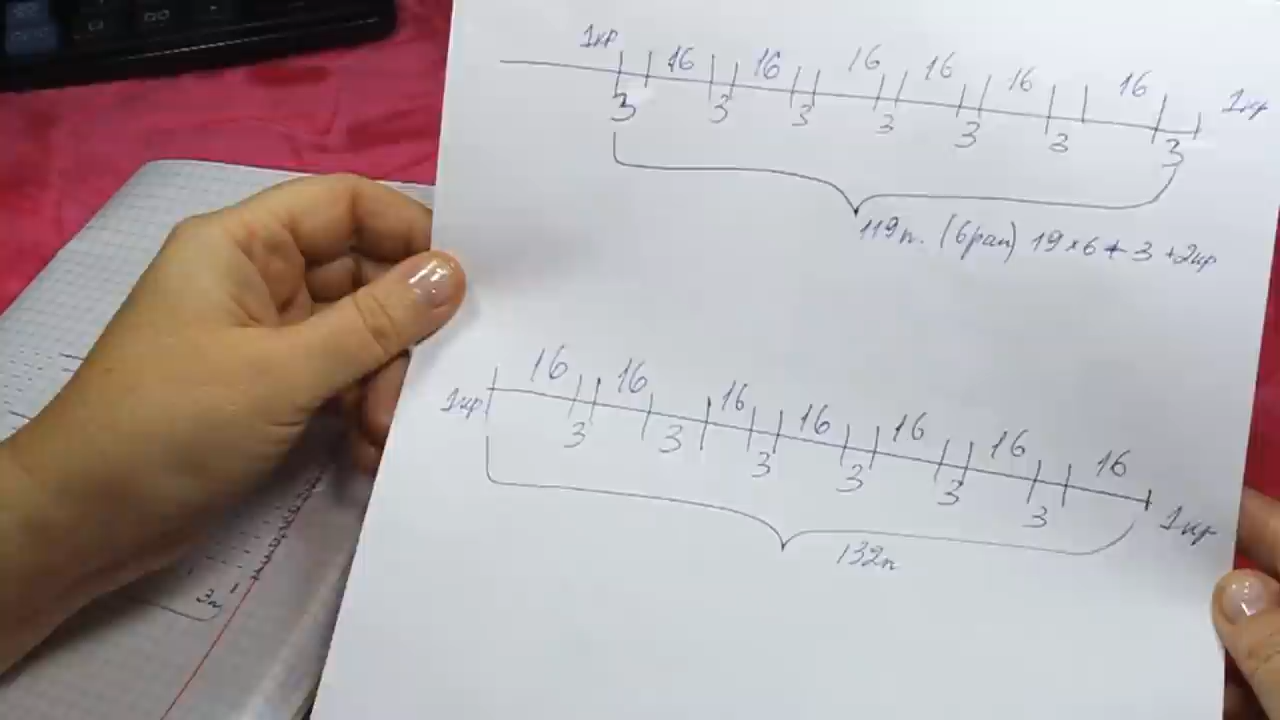 1кр 16 16 16 16 16 16 1кр
3 3 3 3 3 3 3
119п. (6рап) 19×6+3+2кр
16 16 16 16 16 16 16
1кр 3 3 3 3 3 3 1кр
132п
3п